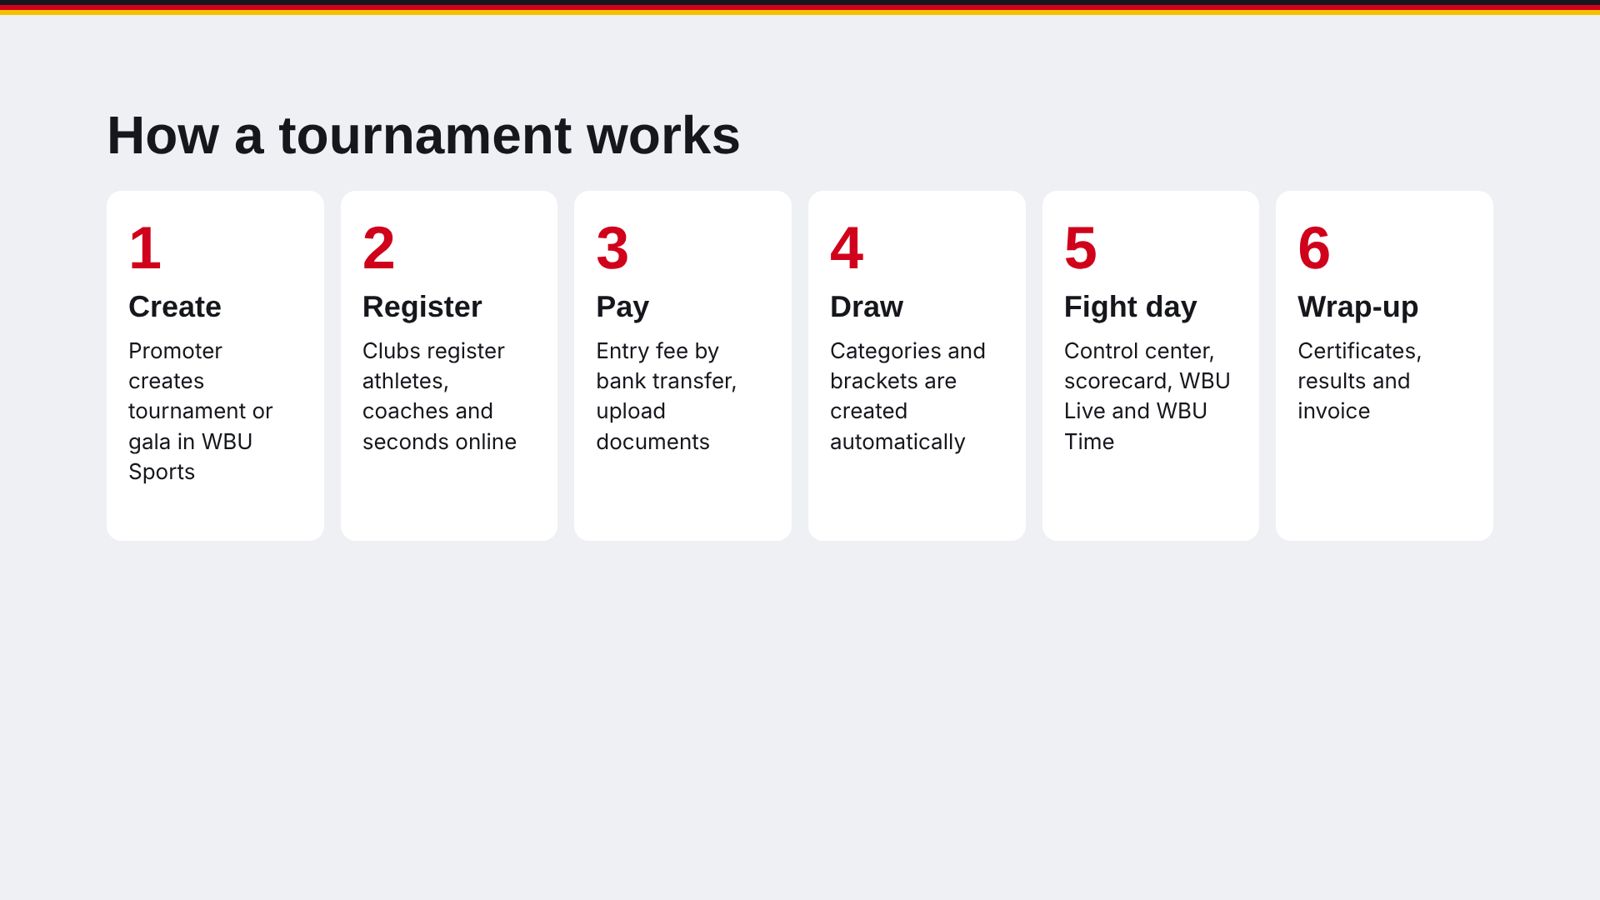 How a tournament works
1
Create
Promoter
creates
tournament or
gala in WBU
Sports
2
Register
Clubs register
athletes,
coaches and
seconds online
3
Pay
Entry fee by
bank transfer,
upload
documents
4
Draw
Categories and
brackets are
created
automatically
5
Fight day
Control center,
scorecard, WBU
Live and WBU
Time
6
Wrap-up
Certificates,
results and
invoice